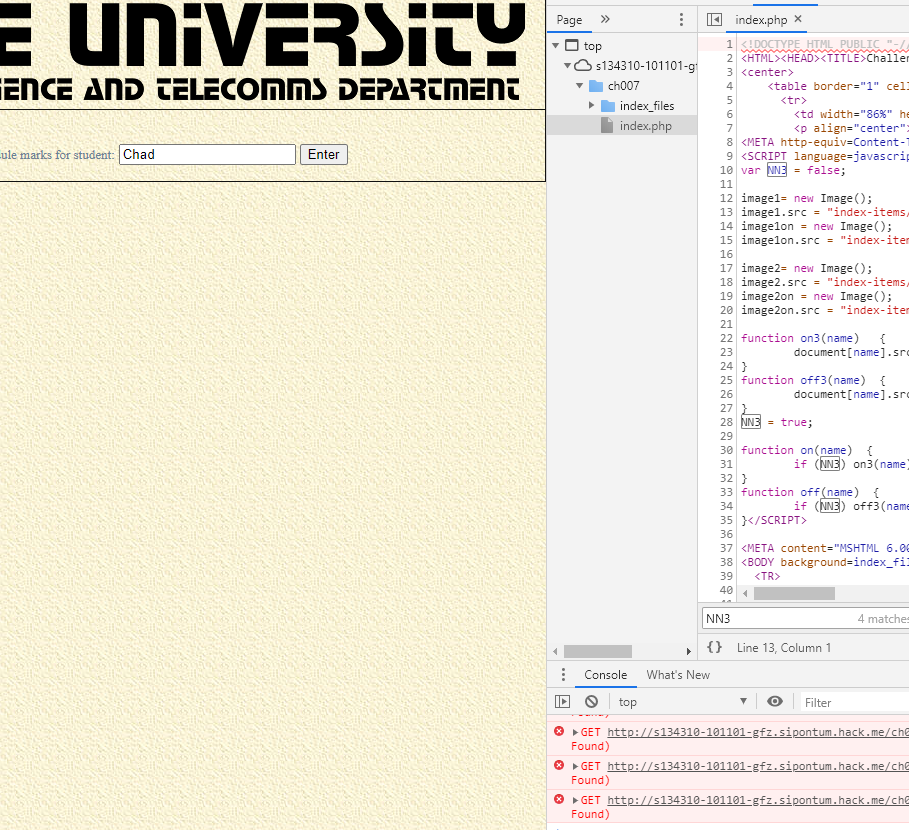 E UNIVERSITY
IENCE AND TELECOMMS DEPARTMENT
ule marks for student: Chad Enter
Page »
top
s134310-101101-gf
ch007
index_files
index.php
index.php ×
1 <!DOCTYPE HTML PUBLIC "-/
2 <HTML><HEAD><TITLE>Challen
3 <center>
4 <table border="1" cell
5 <tr>
6 <td width="86%" he
7 <p align="center">
8 <META http-equiv=Content-T
9 <SCRIPT language=javascrip
10 var NN3 = false;
11
12 image1= new Image();
13 image1.src = "index-items/
14 image1on = new Image();
15 image1on.src = "index-item
16
17 image2= new Image();
18 image2.src = "index-items/
19 image2on = new Image();
20 image2on.src = "index-item
21
22 function on3(name) {
23 document[name].src
24 }
25 function off3(name) {
26 document[name].src
27 }
28 NN3 = true;
29
30 function on(name) {
31 if (NN3) on3(name)
32 }
33 function off(name) {
34 if (NN3) off3(name
35 }</SCRIPT>
36
37 <META content="MSHTML 6.00
38 <BODY background=index_fil
39 <TR>
40
NN3 4 matches
{} Line 13, Column 1
Console What's New
top Filter
Found)
GET http://s134310-101101-gfz.sipontum.hack.me/ch0
Found)
GET http://s134310-101101-gfz.sipontum.hack.me/ch0
Found)
GET http://s134310-101101-gfz.sipontum.hack.me/ch0
Found)